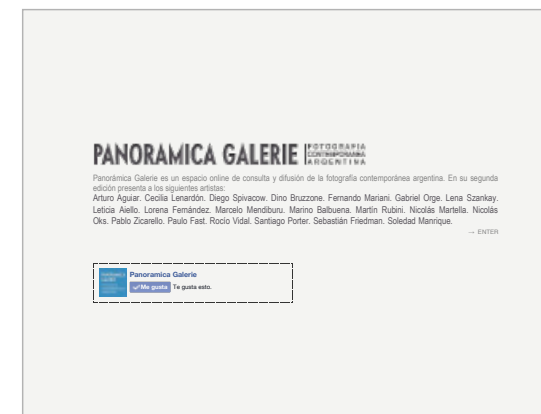 PANORAMICA GALERIE
FOTOGRAFIA
CONTEMPORANEA
ARGENTINA
Panorámica Galerie es un espacio online de consulta y difusión de la fotografía contemporánea argentina. En su segunda
edición presenta a los siguientes artistas:
Arturo Aguiar. Cecilia Lenardón. Diego Spivacow. Dino Bruzzone. Fernando Mariani. Gabriel Orge. Lena Szankay.
Leticia Aiello. Lorena Fernández. Marcelo Mendiburu. Marino Balbuena. Martín Rubini. Nicolás Martella. Nicolás
Oks. Pablo Zicarello. Paulo Fast. Rocío Vidal. Santiago Porter. Sebastián Friedman. Soledad Manrique.
→ ENTER
Panoramica Galerie
Me gusta Te gusta esto.